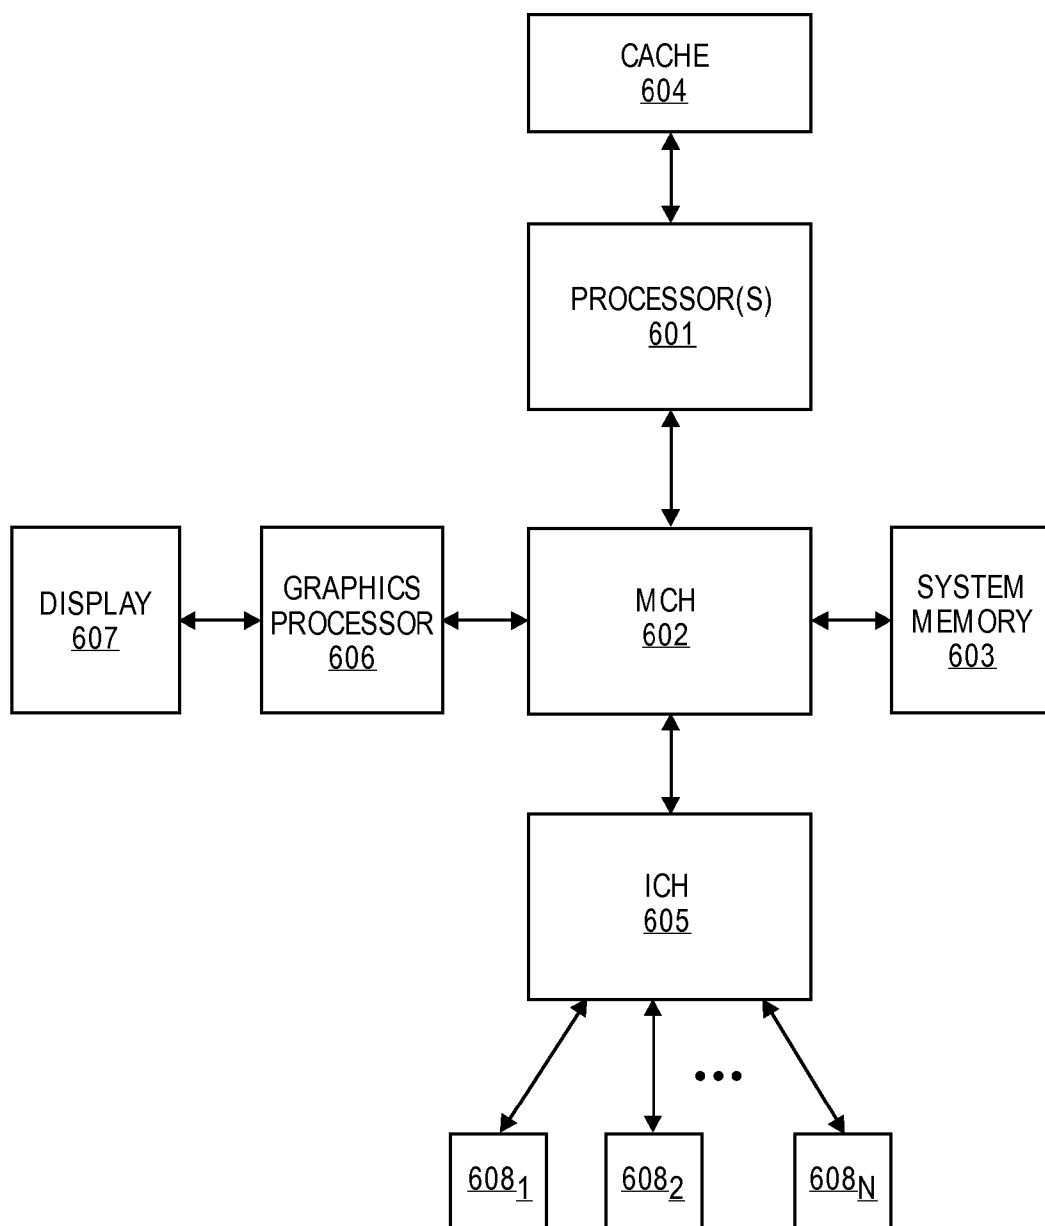 CACHE
604
PROCESSOR(S)
601
DISPLAY
607
GRAPHICS
PROCESSOR
606
MCH
602
SYSTEM
MEMORY
603
ICH
605
•••
608₁
608₂
608N